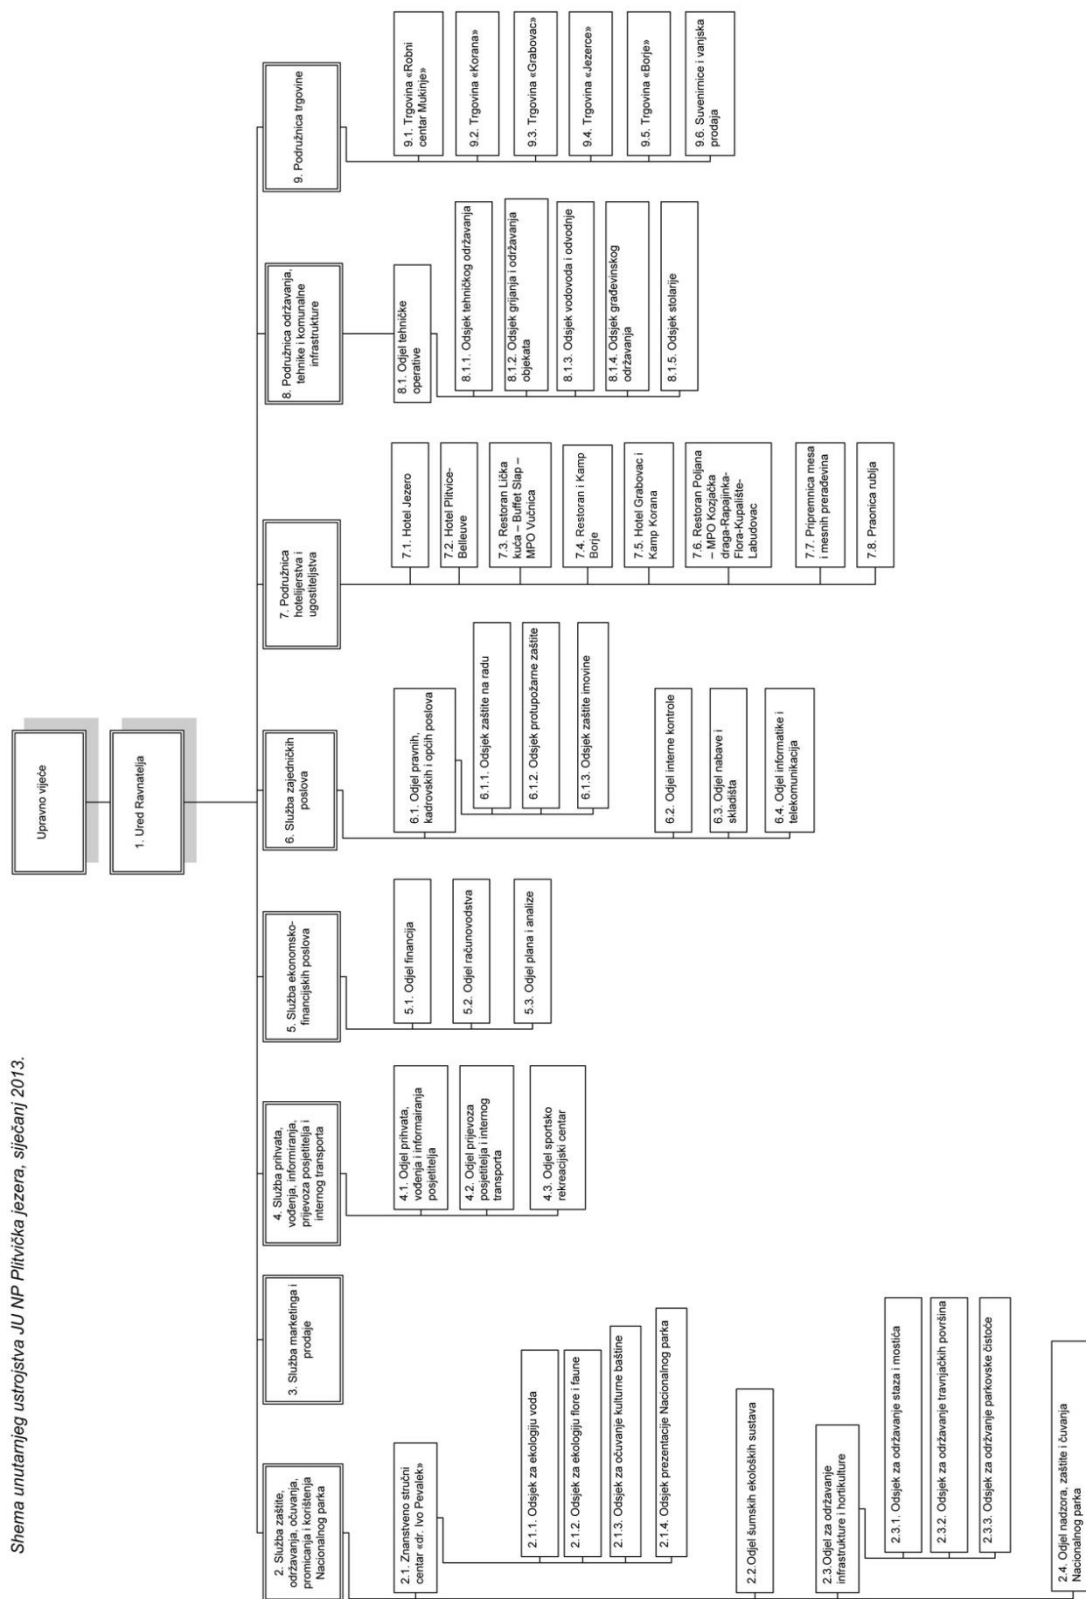 Shema unutarnjeg ustrojstva JU NP Plitvička jezera, siječanj 2013.
Upravno vijeće
1. Ured Ravnatelja
2. Služba zaštite,
održavanja, očuvanja,
promicanja i korištenja
Nacionalnog parka
2.1. Znanstveno stručni
centar «dr. Ivo Pevalek»
2.1.1. Odsjek za ekologiju voda
2.1.2. Odsjek za ekologiju flore i faune
2.1.3. Odsjek za očuvanje kulturne baštine
2.1.4. Odsjek prezentacije Nacionalnog parka
2.2.Odjel šumskih ekoloških sustava
2.3.Odjel za održavanje
infrastrukture i hortikulture
2.3.1. Odsjek za održavanje staza i mostića
2.3.2. Odsjek za održavanje travnjačkih površina
2.3.3. Odsjek za održvanje parkovske čistoće
2.4. Odjel nadzora, zaštite i čuvanja
Nacionalnog parka
3. Služba marketinga i
prodaje
4. Služba prihvata,
vođenja, informiranja,
prijevoza posjetitelja i
internog transporta
4.1. Odjel prihvata,
vođenja i informairanja
posjetitelja
4.2. Odjel prijevoza
posjetitelja i internog
transporta
4.3. Odjel sportsko
rekreacijski centar
5. Služba ekonomsko-
financijskih poslova
5.1. Odjel financija
5.2. Odjel računovodstva
5.3. Odjel plana i analize
6. Služba zajedničkih
poslova
6.1. Odjel pravnih,
kadrovskih i općih poslova
6.1.1. Odsjek zaštite na radu
6.1.2. Odsjek protupožarne zaštite
6.1.3. Odsjek zaštite imovine
6.2. Odjel interne kontrole
6.3. Odjel nabave i
skladišta
6.4. Odjel informatike i
telekomunikacija
7. Podružnica
hotelijerstva i
ugostiteljstva
7.1. Hotel Jezero
7.2. Hotel Plitvice-
Belleuve
7.3. Restoran Lička
kuća – Buffet Slap –
MPO Vučnica
7.4. Restoran i Kamp
Borje
7.5. Hotel Grabovac i
Kamp Korana
7.6. Restoran Poljana
– MPO Kozjačka
draga-Rapajinka-
Flora-Kupalište-
Labudovac
7.7. Pripremnica mesa
i mesnih prerađevina
7.8. Praonica rublja
8. Podružnica održavanja,
tehnike i komunalne
infrastrukture
8.1. Odjel tehničke
operative
8.1.1. Odsjek tehničkog održavanja
8.1.2. Odsjek grijanja i održavanja
objekata
8.1.3. Odsjek vodovoda i odvodnje
8.1.4. Odsjek građevinskog
održavanja
8.1.5. Odsjek stolarije
9. Podružnica trgovine
9.1. Trgovina «Robni
centar Mukinje»
9.2. Trgovina «Korana»
9.3. Trgovina «Grabovac»
9.4. Trgovina «Jezerce»
9.5. Trgovina «Borje»
9.6. Suvenirnice i vanjska
prodaja